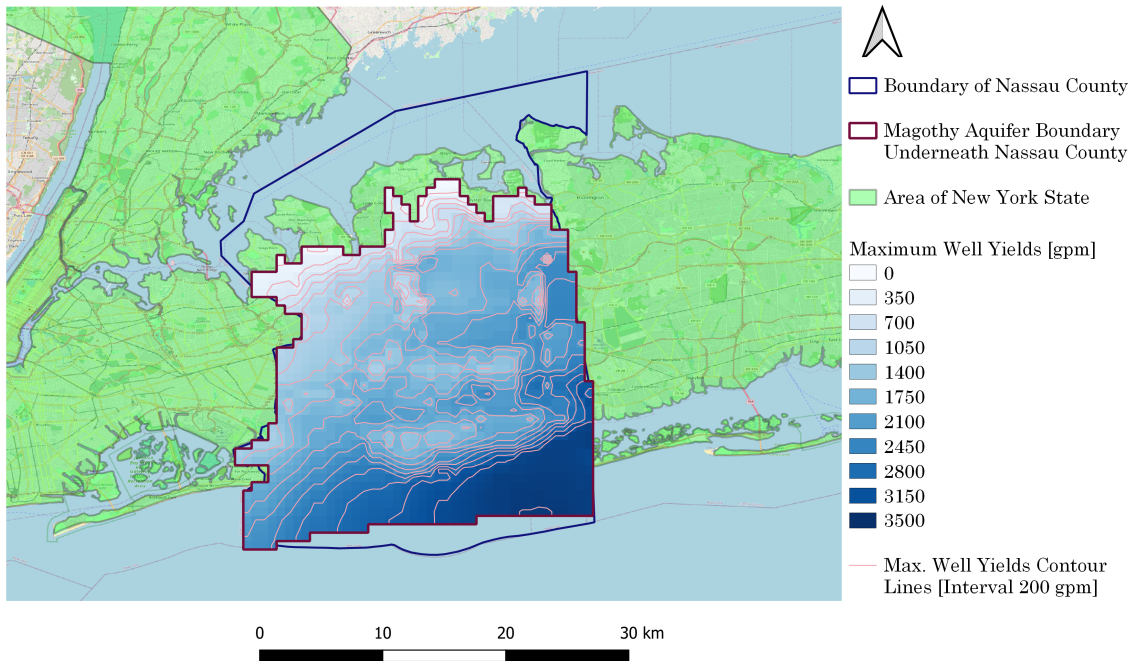 Boundary of Nassau County
Magothy Aquifer Boundary
Underneath Nassau County
Area of New York State
Maximum Well Yields [gpm]
0
350
700
1050
1400
1750
2100
2450
2800
3150
3500
Max. Well Yields Contour
Lines [Interval 200 gpm]
0
10
20
30 km
Greenwich
Huntington